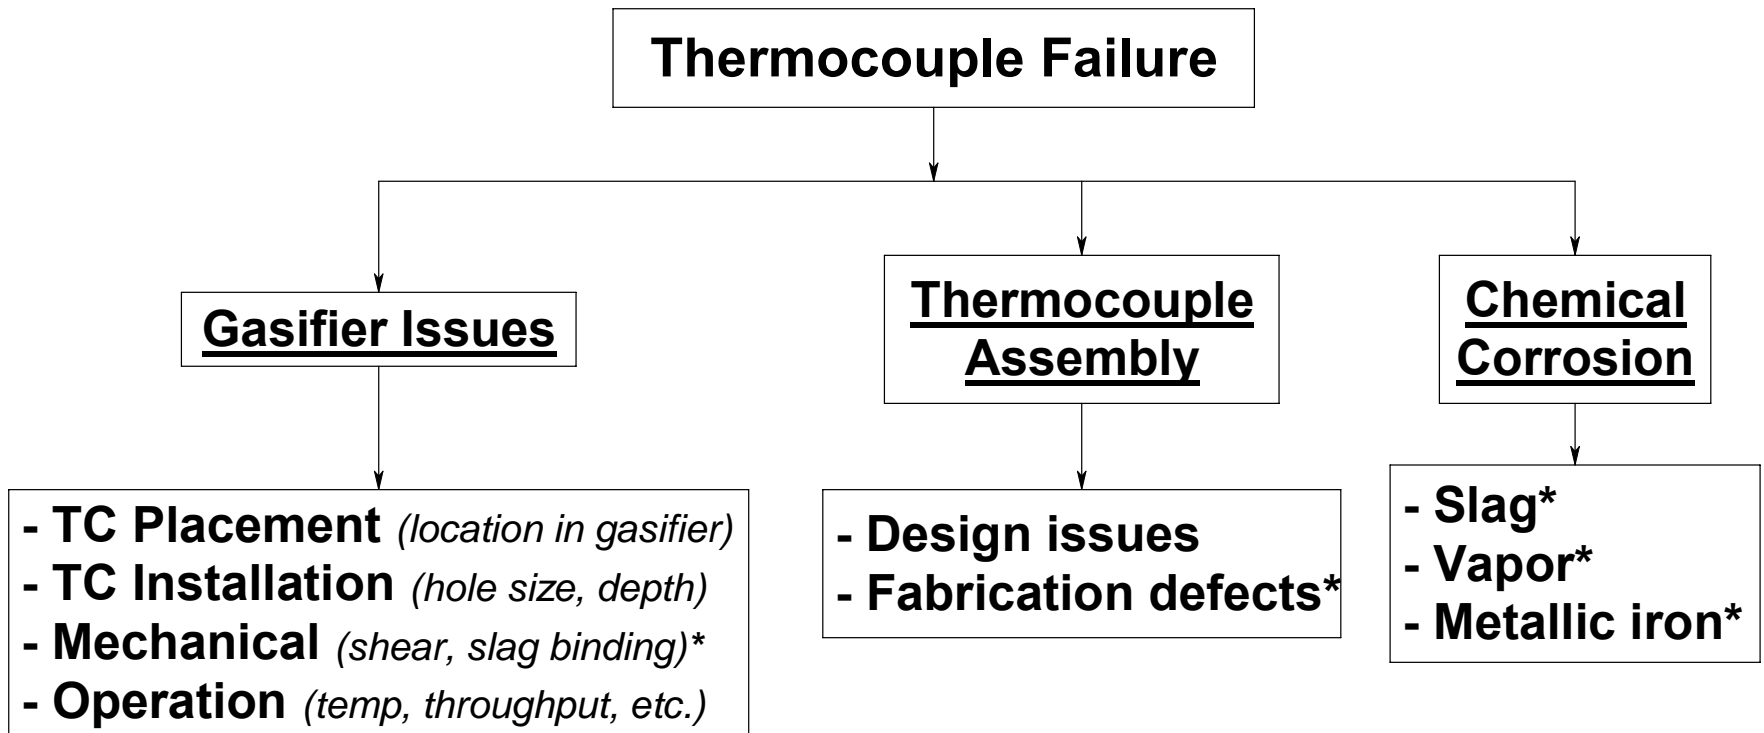 Thermocouple Failure
Gasifier Issues
Thermocouple
Assembly
Chemical
Corrosion
- TC Placement (location in gasifier)
- TC Installation (hole size, depth)
- Mechanical (shear, slag binding)*
- Operation (temp, throughput, etc.)
- Design issues
- Fabrication defects*
- Slag*
- Vapor*
- Metallic iron*